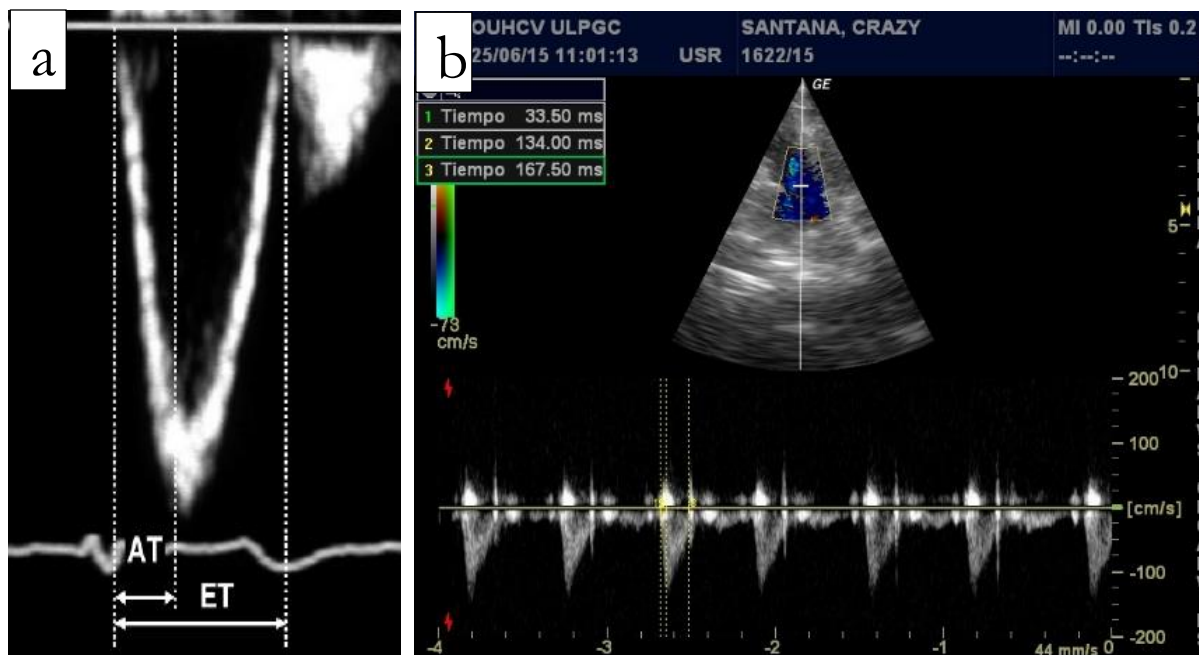 a
AT
ET
b
OUHCV ULPGC
SANTANA, CRAZY
MI 0.00 TIs 0.2
25/06/15 11:01:13
USR
1622/15
--:--:--
GE
1 Tiempo 33.50 ms
2 Tiempo 134.00 ms
3 Tiempo 167.50 ms
5
-73
cm/s
10
200
100
[cm/s]
-100
-200
-4
-3
-2
-1
44 mm/s
0